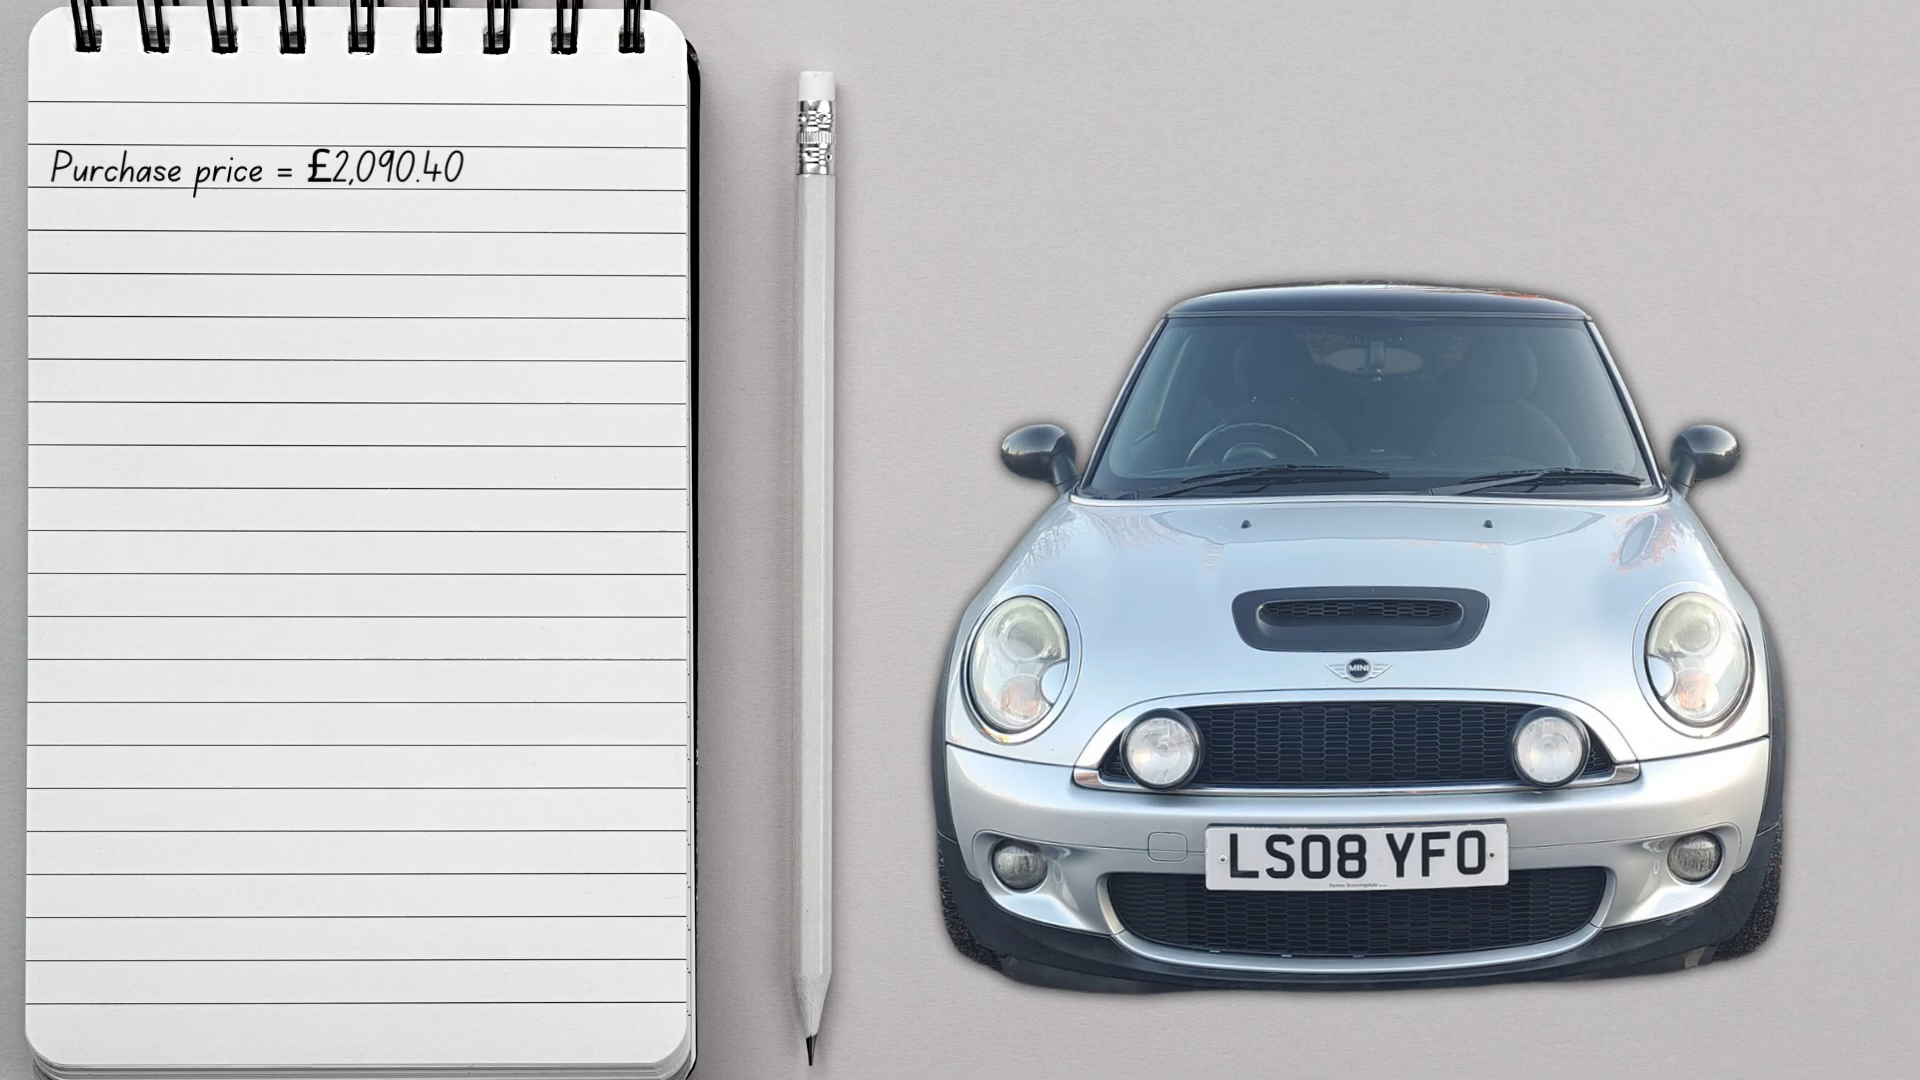 Purchase price = £2,090.40
MINI
LS08 YFO